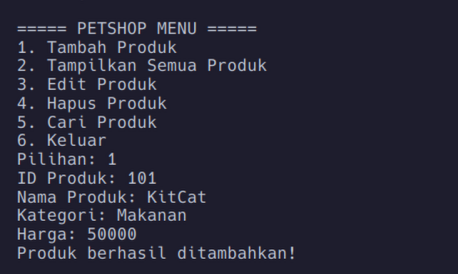 ===== PETSHOP MENU =====
1. Tambah Produk
2. Tampilkan Semua Produk
3. Edit Produk
4. Hapus Produk
5. Cari Produk
6. Keluar
Pilihan: 1
ID Produk: 101
Nama Produk: KitCat
Kategori: Makanan
Harga: 50000
Produk berhasil ditambahkan!